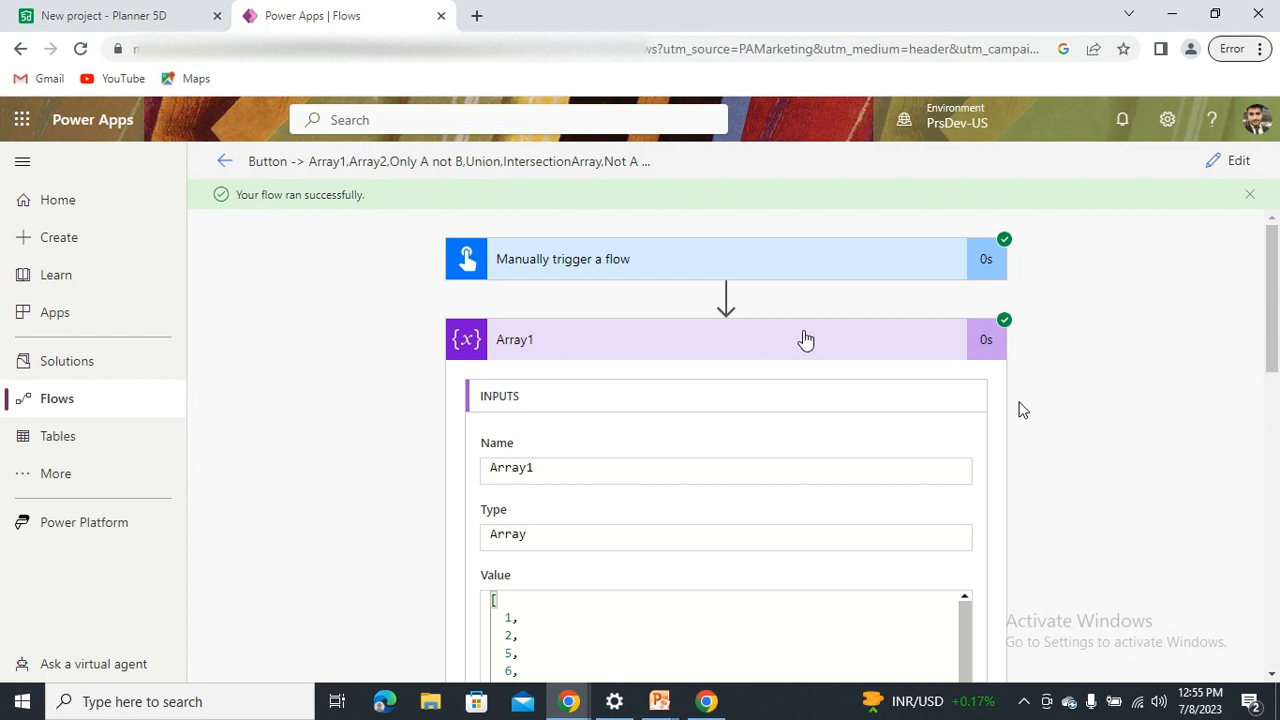 New project - Planner 5D
Power Apps | Flows
ws?utm_source=PAMarketing&utm_medium=header&utm_campai...
Error
Gmail
YouTube
Maps
Power Apps
Search
Environment
PrsDev-US
Button -> Array1,Array2,Only A not B,Union,IntersectionArray,Not A ...
Edit
Your flow ran successfully.
Home
Create
Learn
Apps
Solutions
Flows
Tables
More
Power Platform
Ask a virtual agent
Manually trigger a flow
0s
{x}
Array1
0s
INPUTS
Name
Array1
Type
Array
Value
[
1,
2,
5,
6,
Activate Windows
Go to Settings to activate Windows.
Type here to search
INR/USD +0.17%
12:55 PM
7/8/2023
2